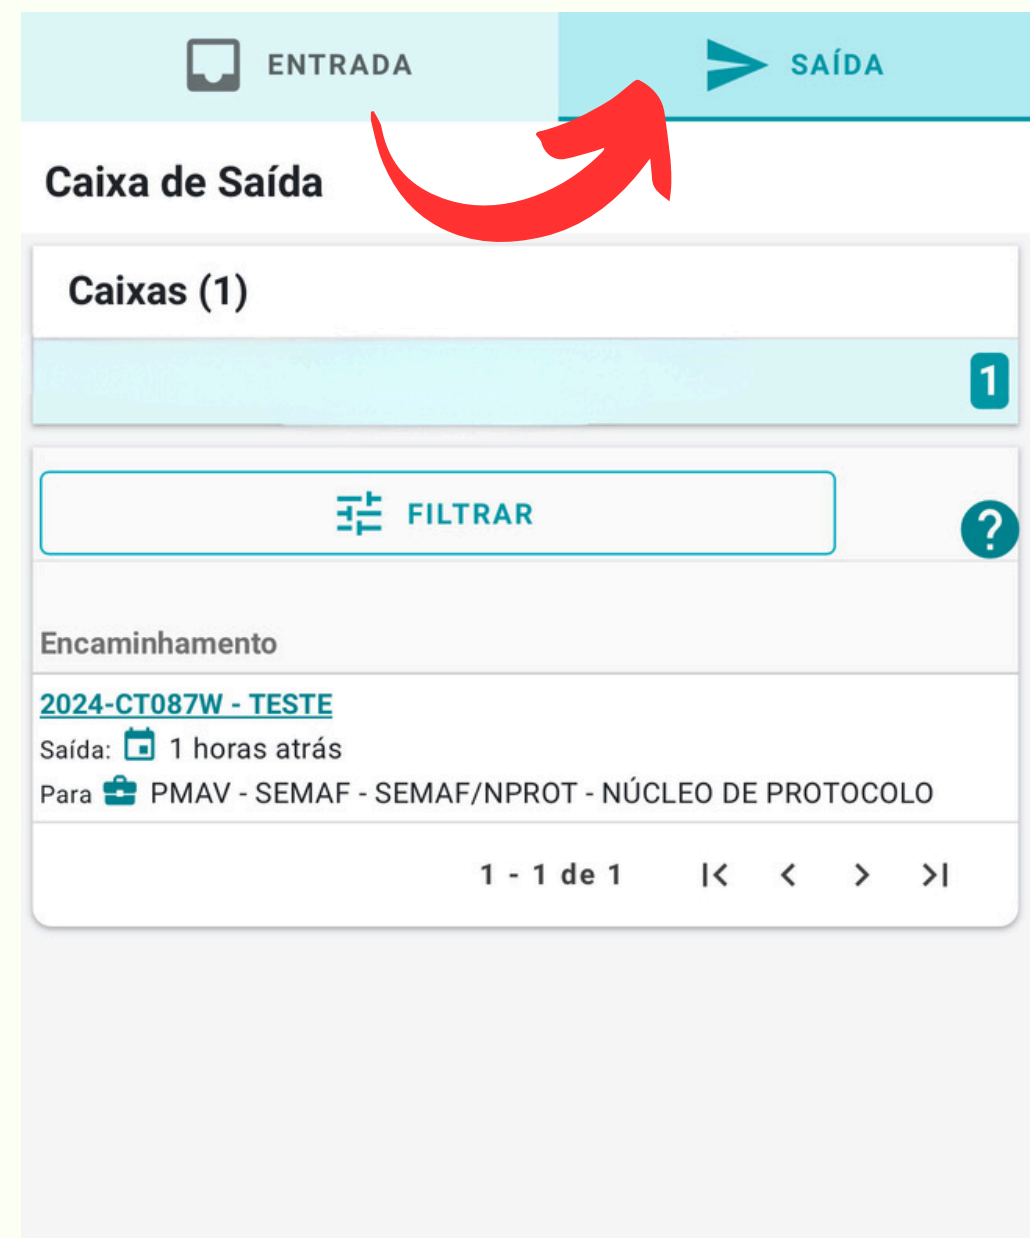 ENTRADA
SAÍDA
Caixa de Saída
Caixas (1)
1
FILTRAR
?
Encaminhamento
2024-CT087W - TESTE
Saída: 1 horas atrás
Para PMAV - SEMAF - SEMAF/NPROT - NÚCLEO DE PROTOCOLO
1 - 1 de 1